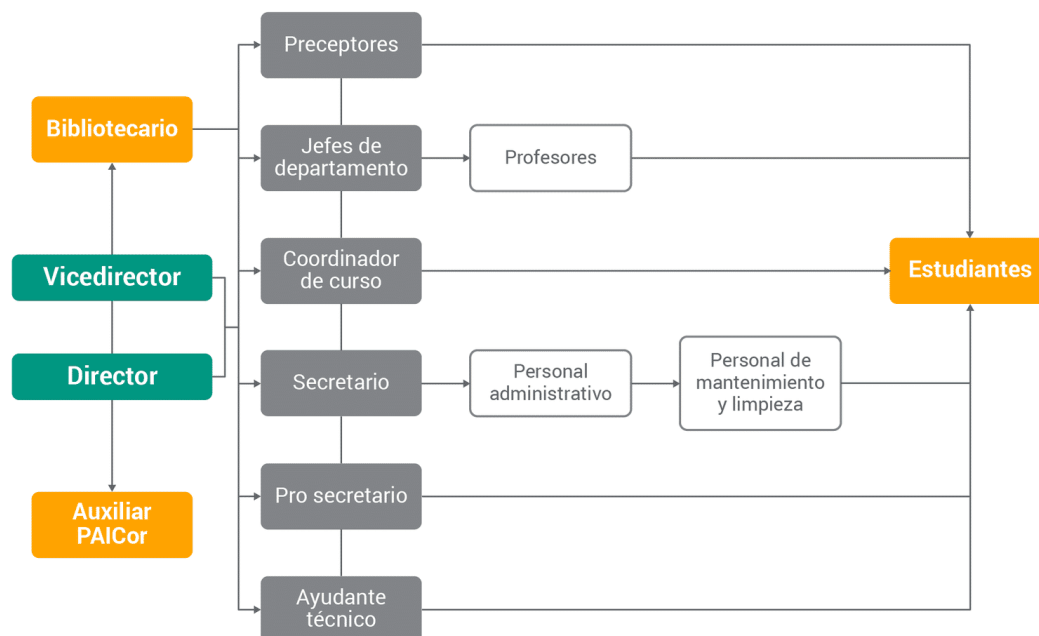 Preceptores
Bibliotecario
Jefes de
departamento
Profesores
Vicedirector
Coordinador
de curso
Estudiantes
Director
Secretario
Personal
administrativo
Personal de
mantenimiento
y limpieza
Auxiliar
PAICor
Pro secretario
Ayudante
técnico